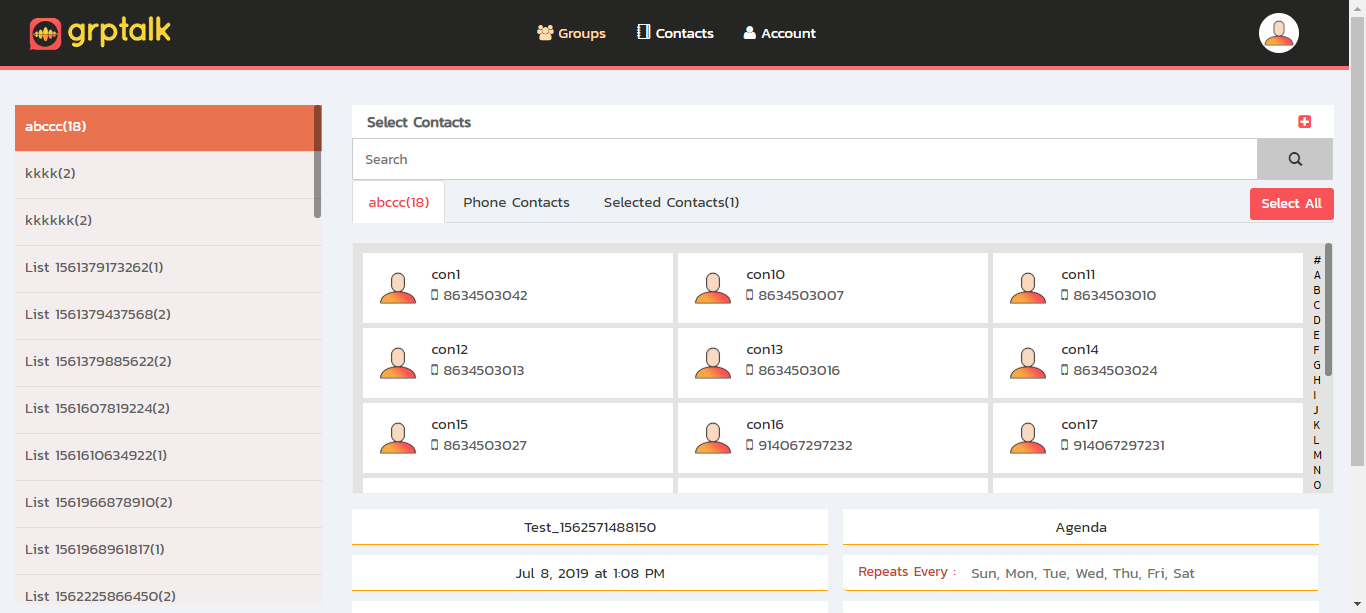 grptalk
Groups
Contacts
Account
abccc(18)
kkkk(2)
kkkkkk(2)
List 1561379173262(1)
List 1561379437568(2)
List 1561379885622(2)
List 1561607819224(2)
List 1561610634922(1)
List 1561966878910(2)
List 1561968961817(1)
List 1562225866450(2)
Select Contacts
Search
abccc(18)
Phone Contacts
Selected Contacts(1)
Select All
con1
8634503042
con10
8634503007
con11
8634503010
con12
8634503013
con13
8634503016
con14
8634503024
con15
8634503027
con16
914067297232
con17
914067297231
#
A
B
C
D
E
F
G
H
I
J
K
L
M
N
O
Test_1562571488150
Agenda
Jul 8, 2019 at 1:08 PM
Repeats Every : Sun, Mon, Tue, Wed, Thu, Fri, Sat